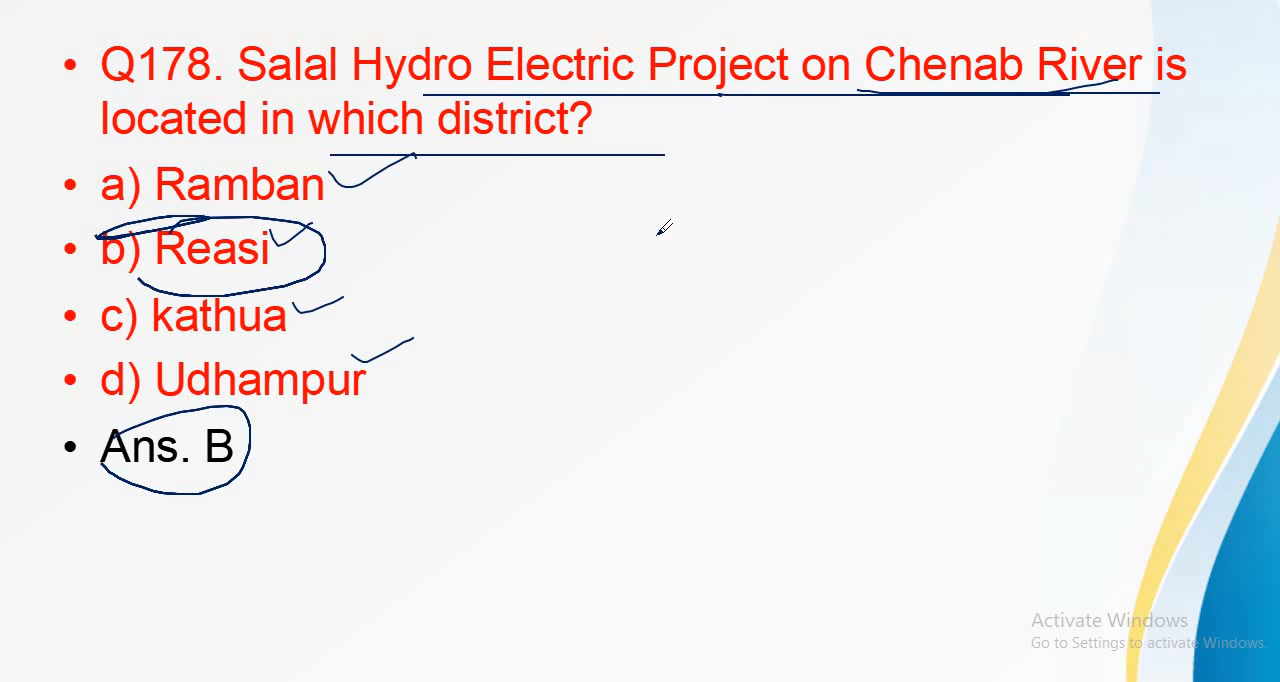 • Q178. Salal Hydro Electric Project on Chenab River is
located in which district?
• a) Ramban
• b) Reasi
• c) kathua
• d) Udhampur
• Ans. B
Activate Windows
Go to Settings to activate Windows.